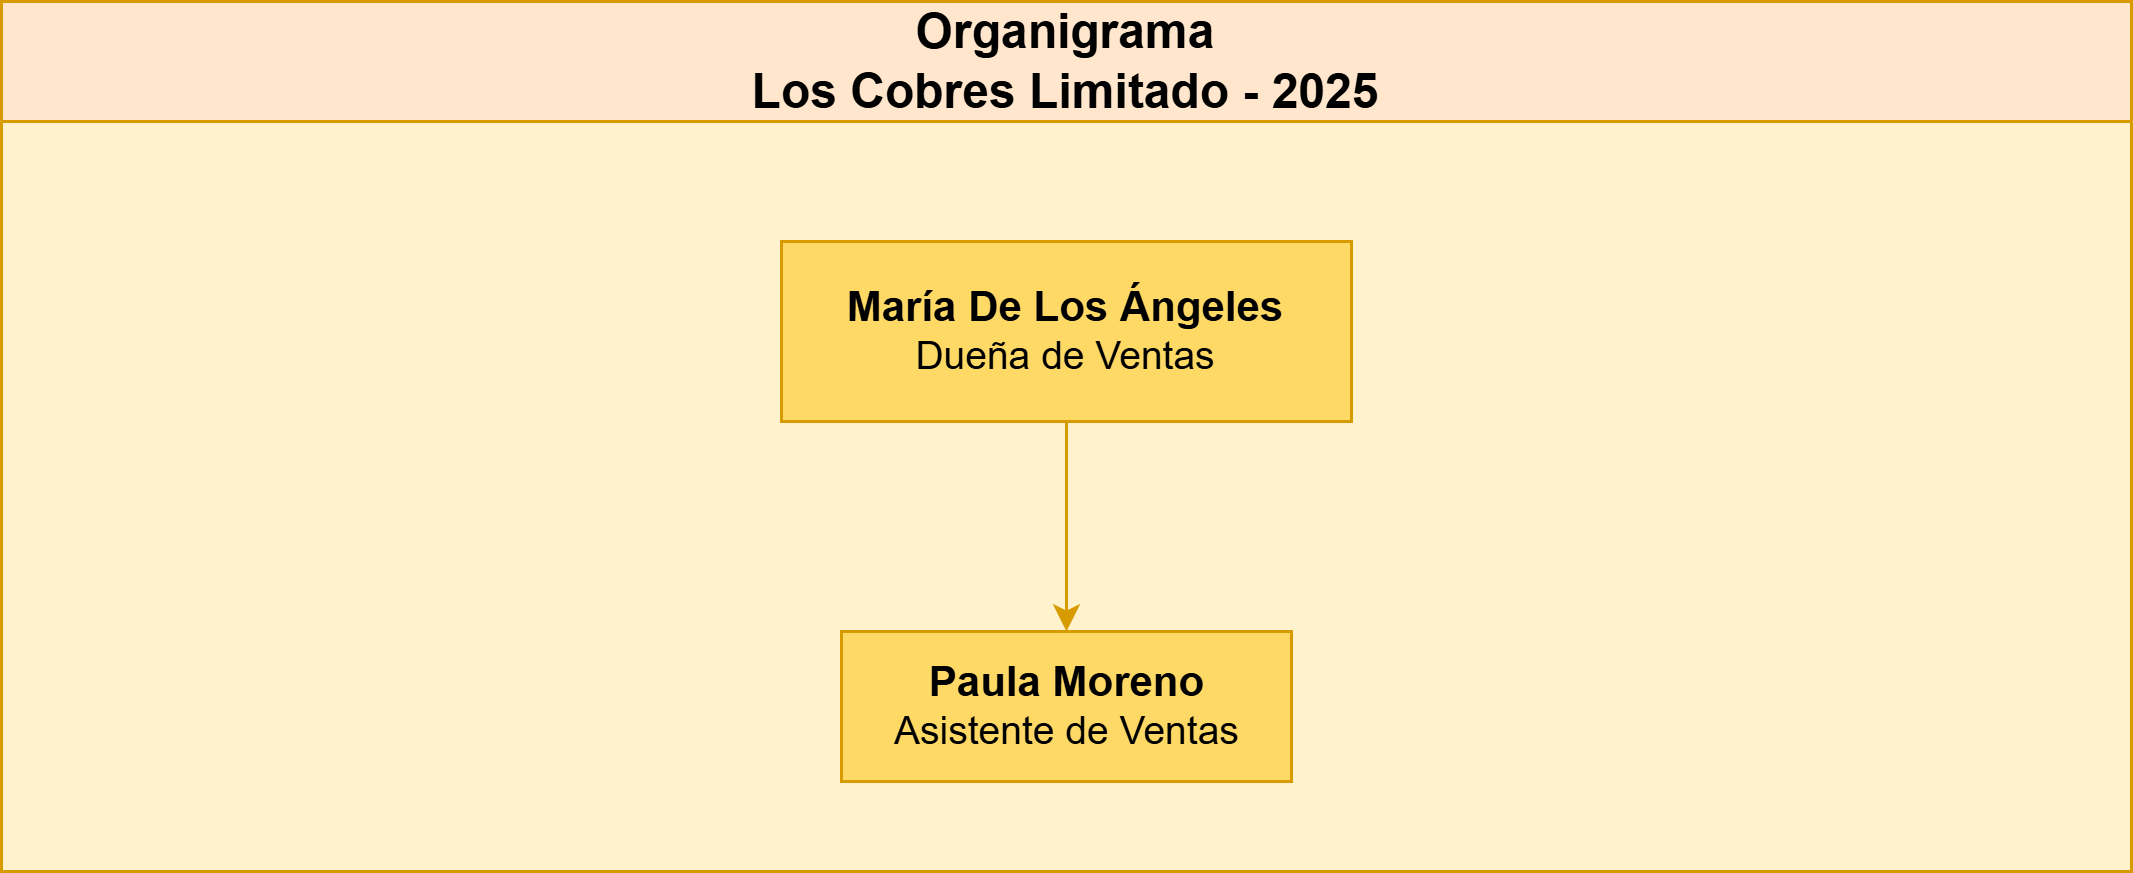 Organigrama
Los Cobres Limitado - 2025
María De Los Ángeles
Dueña de Ventas
Paula Moreno
Asistente de Ventas